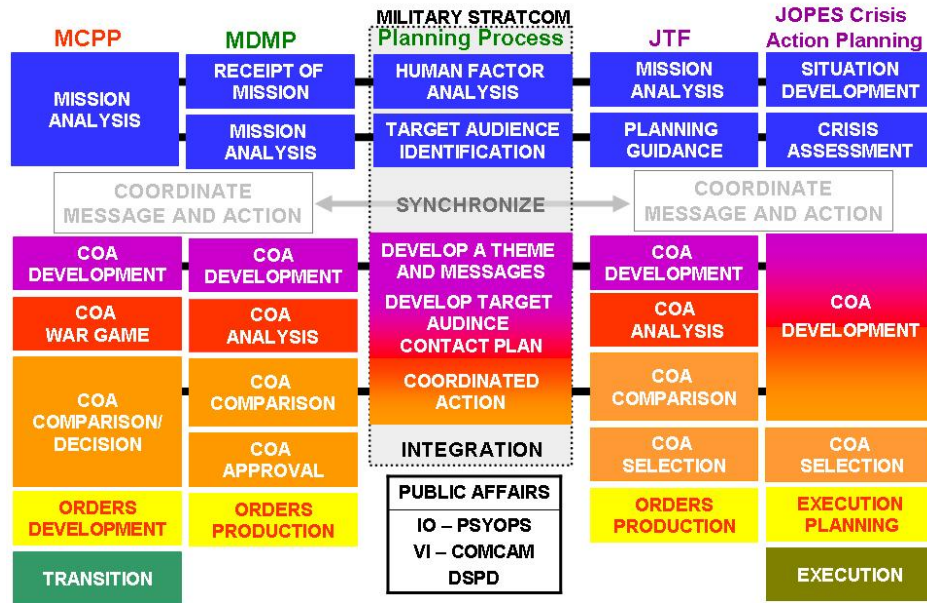 MILITARY STRATCOM
Planning Process
MCPP
MDMP
JTF
JOPES Crisis
Action Planning
MISSION
ANALYSIS
RECEIPT OF
MISSION
HUMAN FACTOR
ANALYSIS
MISSION
ANALYSIS
SITUATION
DEVELOPMENT
MISSION
ANALYSIS
TARGET AUDIENCE
IDENTIFICATION
PLANNING
GUIDANCE
CRISIS
ASSESSMENT
COORDINATE
MESSAGE AND ACTION
SYNCHRONIZE
COORDINATE
MESSAGE AND ACTION
COA
DEVELOPMENT
COA
DEVELOPMENT
DEVELOP A THEME
AND MESSAGES
COA
DEVELOPMENT
COA
DEVELOPMENT
COA
WAR GAME
COA
ANALYSIS
DEVELOP TARGET
AUDINCE
CONTACT PLAN
COA
ANALYSIS
COA
COMPARISON/
DECISION
COA
COMPARISON
COORDINATED
ACTION
COA
COMPARISON
COA
APPROVAL
INTEGRATION
COA
SELECTION
COA
SELECTION
ORDERS
DEVELOPMENT
ORDERS
PRODUCTION
PUBLIC AFFAIRS
IO – PSYOPS
VI – COMCAM
DSPD
ORDERS
PRODUCTION
EXECUTION
PLANNING
TRANSITION
EXECUTION